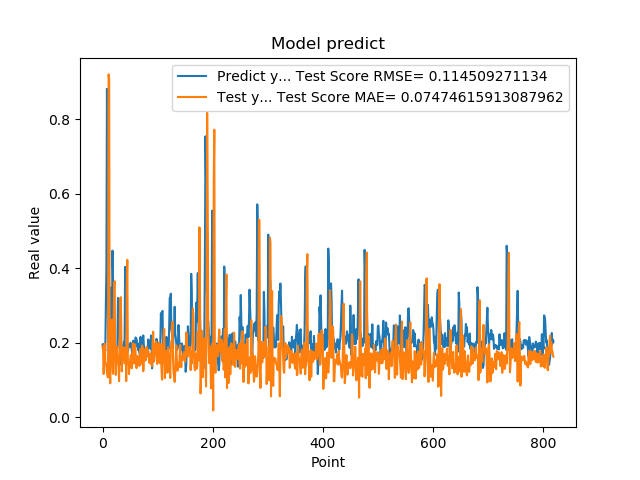 Model predict
Predict y... Test Score RMSE= 0.114509271134
Test y... Test Score MAE= 0.07474615913087962
Real value
0.8
0.6
0.4
0.2
0.0
0 200 400 600 800
Point